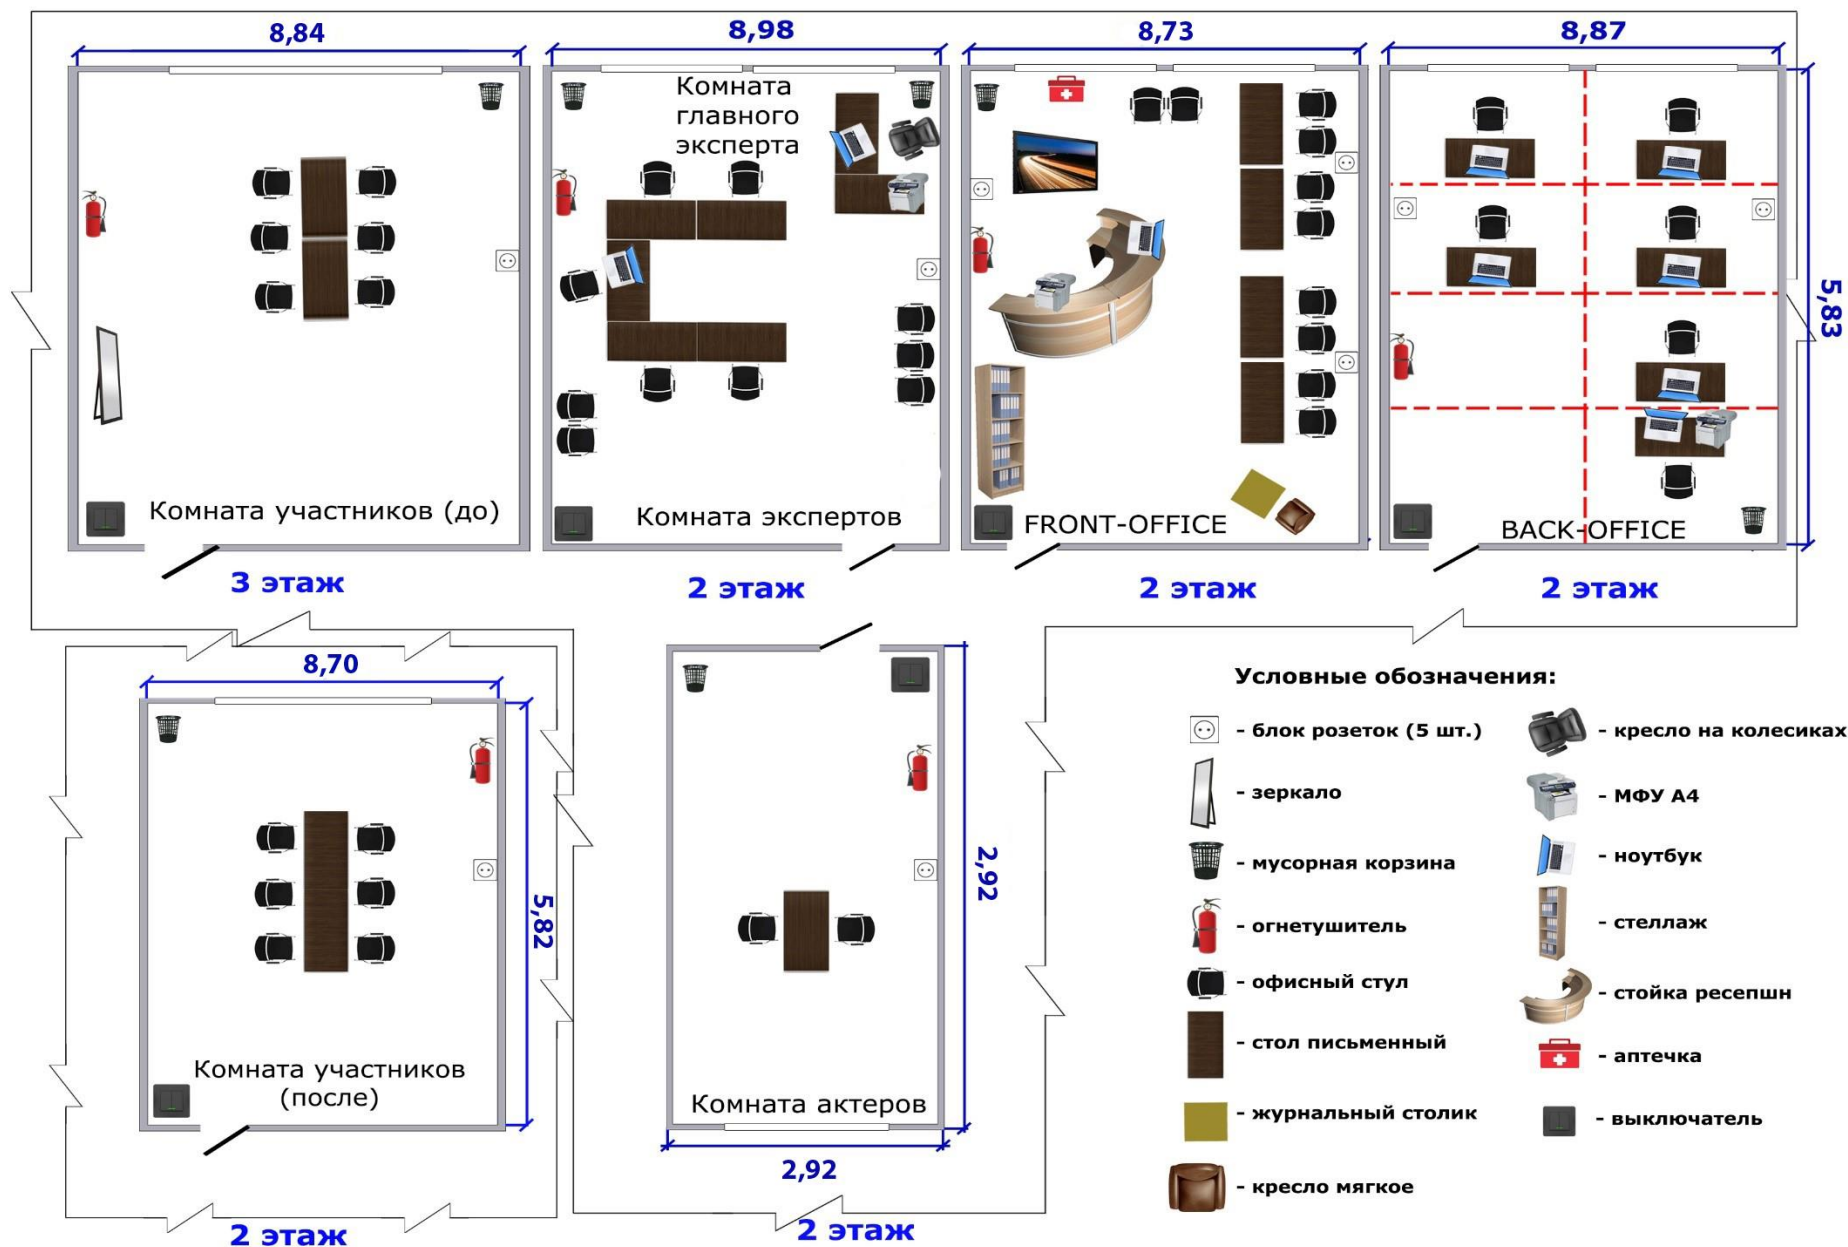 8,84
8,98
8,73
8,87
Комната
главного
эксперта
5,83
Комната участников (до)
Комната экспертов
FRONT-OFFICE
BACK-OFFICE
3 этаж
2 этаж
2 этаж
2 этаж
8,70
5,82
Комната участников
(после)
2 этаж
2,92
Комната актеров
2,92
2 этаж
Условные обозначения:
- блок розеток (5 шт.)
- зеркало
- мусорная корзина
- огнетушитель
- офисный стул
- стол письменный
- журнальный столик
- кресло мягкое
- кресло на колесиках
- МФУ А4
- ноутбук
- стеллаж
- стойка ресепшн
- аптечка
- выключатель